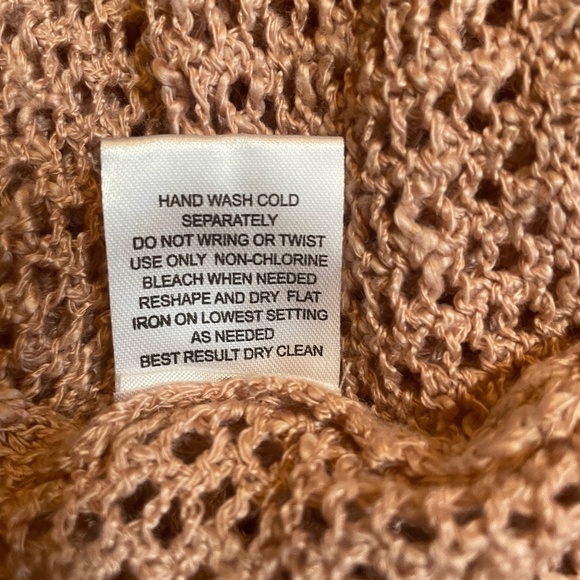 HAND WASH COLD
SEPARATELY
DO NOT WRING OR TWIST
USE ONLY NON-CHLORINE
BLEACH WHEN NEEDED
RESHAPE AND DRY FLAT
IRON ON LOWEST SETTING
AS NEEDED
BEST RESULT DRY CLEAN